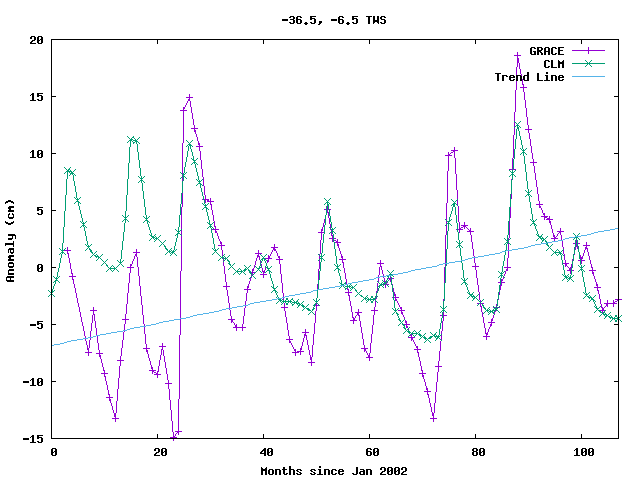 -36.5, -6.5 TWS
GRACE
CLM
Trend Line
20
15
10
5
0
-5
-10
-15
Anomaly (cm)
0 20 40 60 80 100
Months since Jan 2002